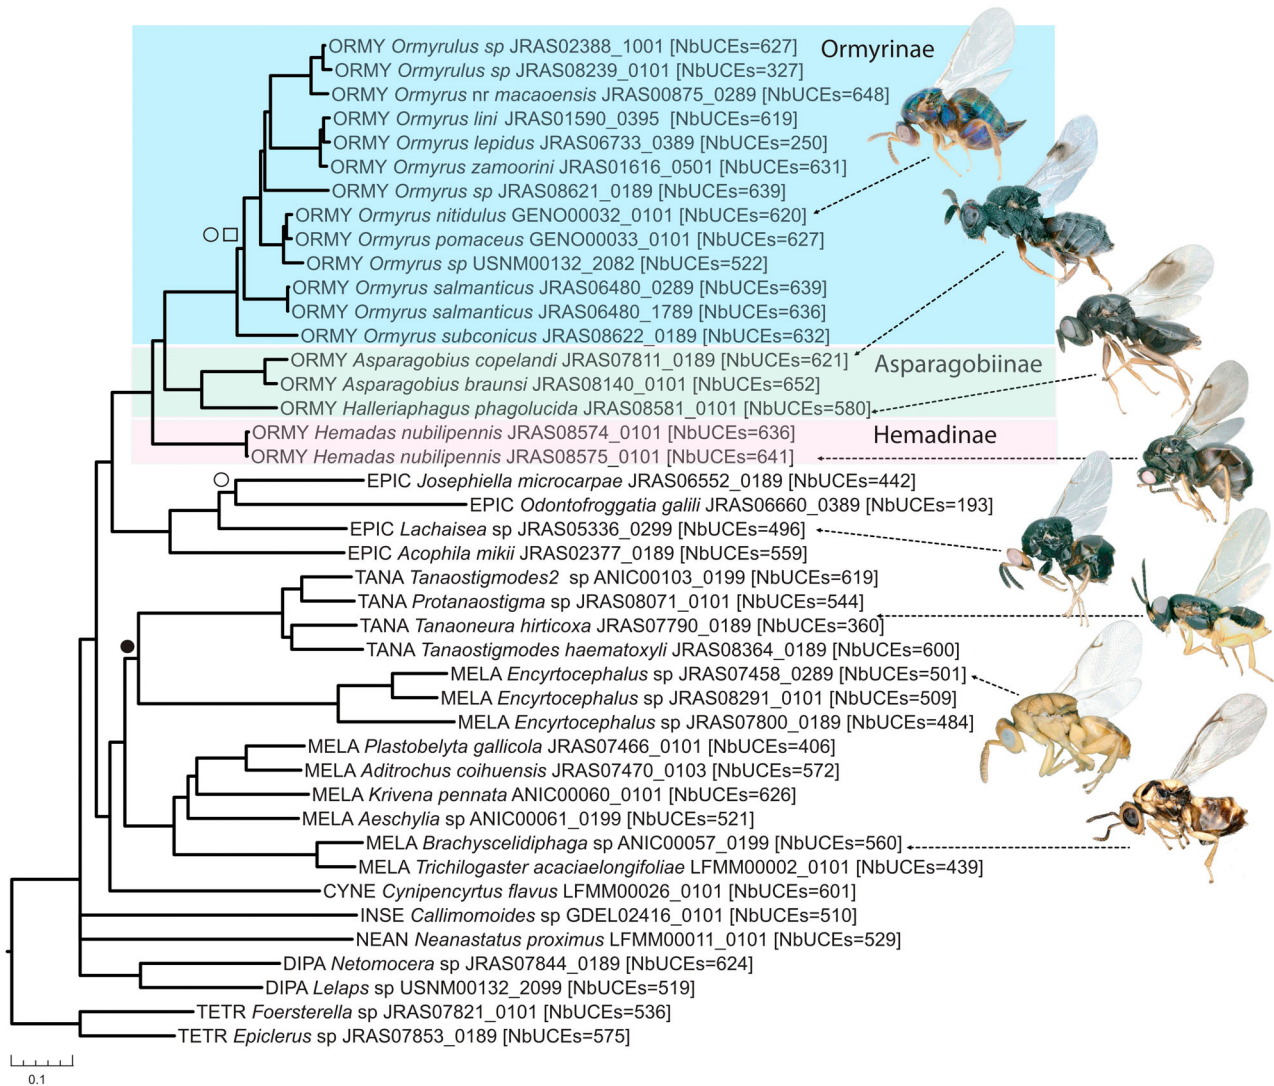 ORMY Ormyrulus sp JRAS02388_1001 [NbUCEs=627]
Ormyrinae
ORMY Ormyrulus sp JRAS08239_0101 [NbUCEs=327]
ORMY Ormyrus nr macaoensis JRAS00875_0289 [NbUCEs=648]
ORMY Ormyrus lini JRAS01590_0395 [NbUCEs=619]
ORMY Ormyrus lepidus JRAS06733_0389 [NbUCEs=250]
ORMY Ormyrus zamoorini JRAS01616_0501 [NbUCEs=631]
ORMY Ormyrus sp JRAS08621_0189 [NbUCEs=639]
ORMY Ormyrus nitidulus GENO00032_0101 [NbUCEs=620]
ORMY Ormyrus pomaceus GENO00033_0101 [NbUCEs=627]
ORMY Ormyrus sp USNM00132_2082 [NbUCEs=522]
ORMY Ormyrus salmanticus JRAS06480_0289 [NbUCEs=639]
ORMY Ormyrus salmanticus JRAS06480_1789 [NbUCEs=636]
ORMY Ormyrus subconicus JRAS08622_0189 [NbUCEs=632]
ORMY Asparagobius copelandi JRAS07811_0189 [NbUCEs=621]
Asparagobiinae
ORMY Asparagobius braunsi JRAS08140_0101 [NbUCEs=652]
ORMY Halleriaphagus phagolucida JRAS08581_0101 [NbUCEs=580]
ORMY Hemadas nubilipennis JRAS08574_0101 [NbUCEs=636]
Hemadinae
ORMY Hemadas nubilipennis JRAS08575_0101 [NbUCEs=641]
EPIC Josephiella microcarpae JRAS06552_0189 [NbUCEs=442]
EPIC Odontofroggatia galili JRAS06660_0389 [NbUCEs=193]
EPIC Lachaisea sp JRAS05336_0299 [NbUCEs=496]
EPIC Acophila mikii JRAS02377_0189 [NbUCEs=559]
TANA Tanaostigmodes2 sp ANIC00103_0199 [NbUCEs=619]
TANA Protanaostigma sp JRAS08071_0101 [NbUCEs=544]
TANA Tanaoneura hirticoxa JRAS07790_0189 [NbUCEs=360]
TANA Tanaostigmodes haematoxyli JRAS08364_0189 [NbUCEs=600]
MELA Encyrtocephalus sp JRAS07458_0289 [NbUCEs=501]
MELA Encyrtocephalus sp JRAS08291_0101 [NbUCEs=509]
MELA Encyrtocephalus sp JRAS07800_0189 [NbUCEs=484]
MELA Plastobelyta gallicola JRAS07466_0101 [NbUCEs=406]
MELA Aditrochus coihuensis JRAS07470_0103 [NbUCEs=572]
MELA Krivena pennata ANIC00060_0101 [NbUCEs=626]
MELA Aeschylia sp ANIC00061_0199 [NbUCEs=521]
MELA Brachyscelidiphaga sp ANIC00057_0199 [NbUCEs=560]
MELA Trichilogaster acaciaelongifoliae LFMM00002_0101 [NbUCEs=439]
CYNE Cynipencyrtus flavus LFMM00026_0101 [NbUCEs=601]
INSE Callimomoides sp GDEL02416_0101 [NbUCEs=510]
NEAN Neanastatus proximus LFMM00011_0101 [NbUCEs=529]
DIPA Netomocera sp JRAS07844_0189 [NbUCEs=624]
DIPA Lelaps sp USNM00132_2099 [NbUCEs=519]
TETR Foersterella sp JRAS07821_0101 [NbUCEs=536]
TETR Epiclerus sp JRAS07853_0189 [NbUCEs=575]
0.1